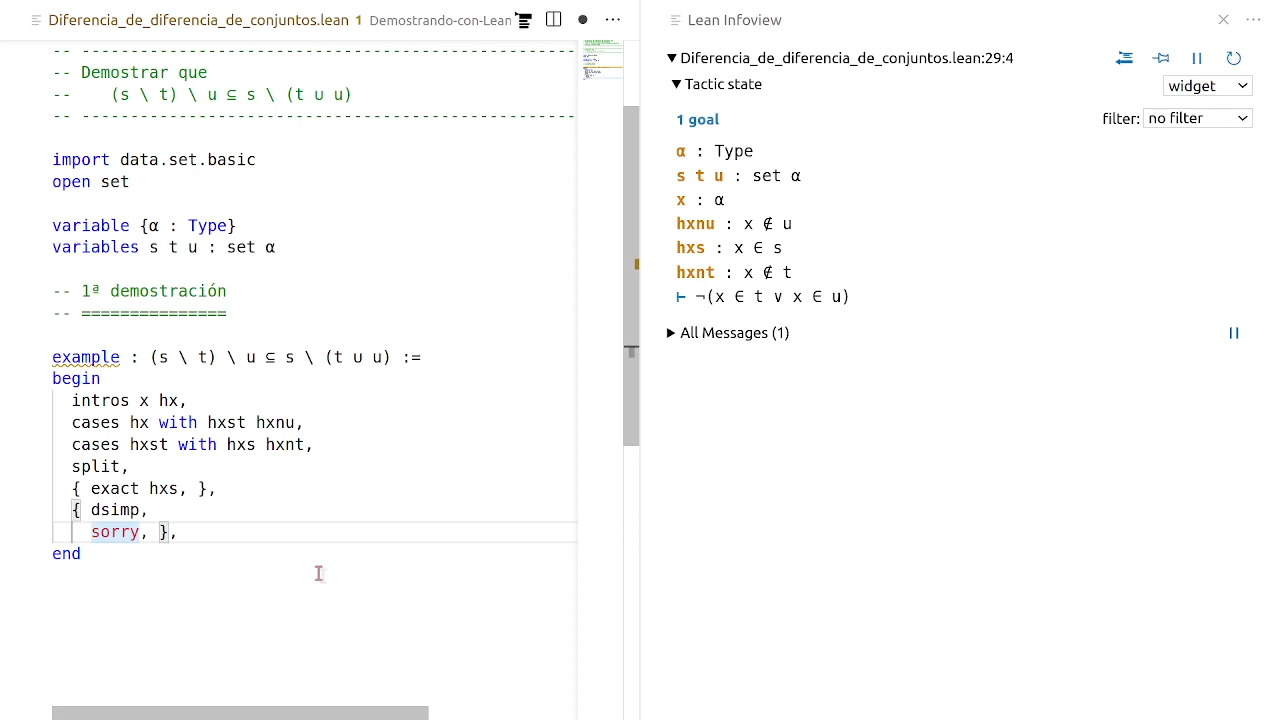 Diferencia_de_diferencia_de_conjuntos.lean 1 Demostrando-con-Lean
-- ---------------------------------------------------
-- Demostrar que
--    (s \ t) \ u ⊆ s \ (t ∪ u)
-- ---------------------------------------------------
import data.set.basic
open set
variable {α : Type}
variables s t u : set α
-- 1ª demostración
-- ===============
example : (s \ t) \ u ⊆ s \ (t ∪ u) :=
begin
  intros x hx,
  cases hx with hxst hxnu,
  cases hxst with hxs hxnt,
  split,
  { exact hxs, },
  { dsimp,
    sorry, },
end
Lean Infoview
Diferencia_de_diferencia_de_conjuntos.lean:29:4
Tactic state
widget
1 goal
filter: no filter
α : Type
s t u : set α
x : α
hxnu : x ∉ u
hxs : x ∈ s
hxnt : x ∉ t
⊢ ¬(x ∈ t ∨ x ∈ u)
All Messages (1)